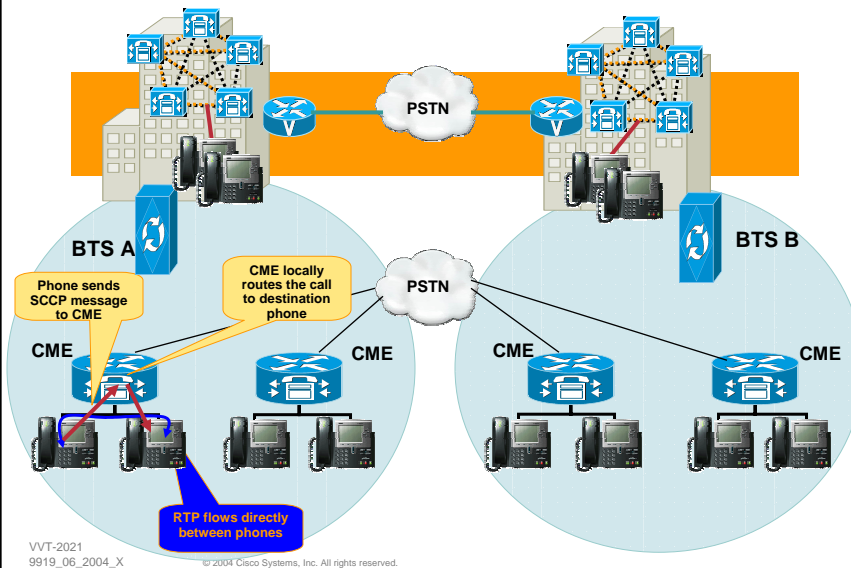 PSTN
V
V
BTS A
BTS B
Phone sends
SCCP message
to CME
CME locally
routes the call
to destination
phone
PSTN
CME
CME
CME
CME
RTP flows directly
between phones
VVT-2021
9919_06_2004_X
© 2004 Cisco Systems, Inc. All rights reserved.